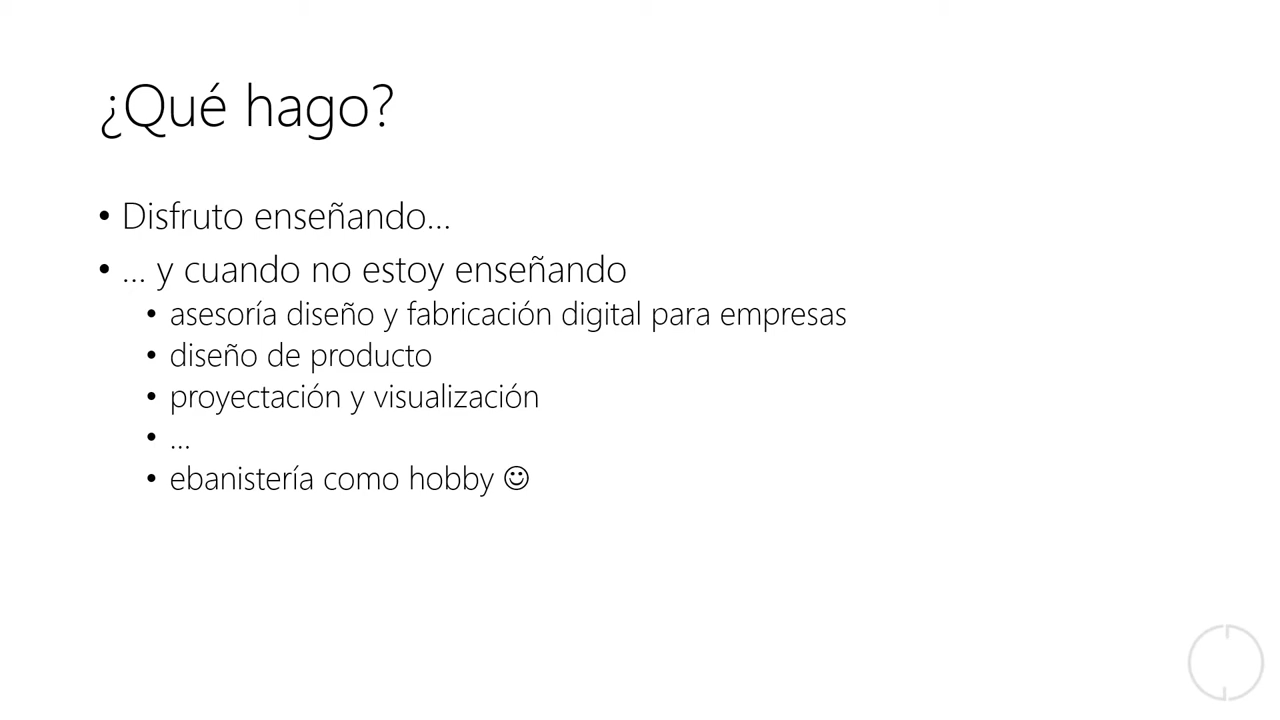 ¿Qué hago?
• Disfruto enseñando...
• ... y cuando no estoy enseñando
• asesoría diseño y fabricación digital para empresas
• diseño de producto
• proyectación y visualización
• ...
• ebanistería como hobby ☺